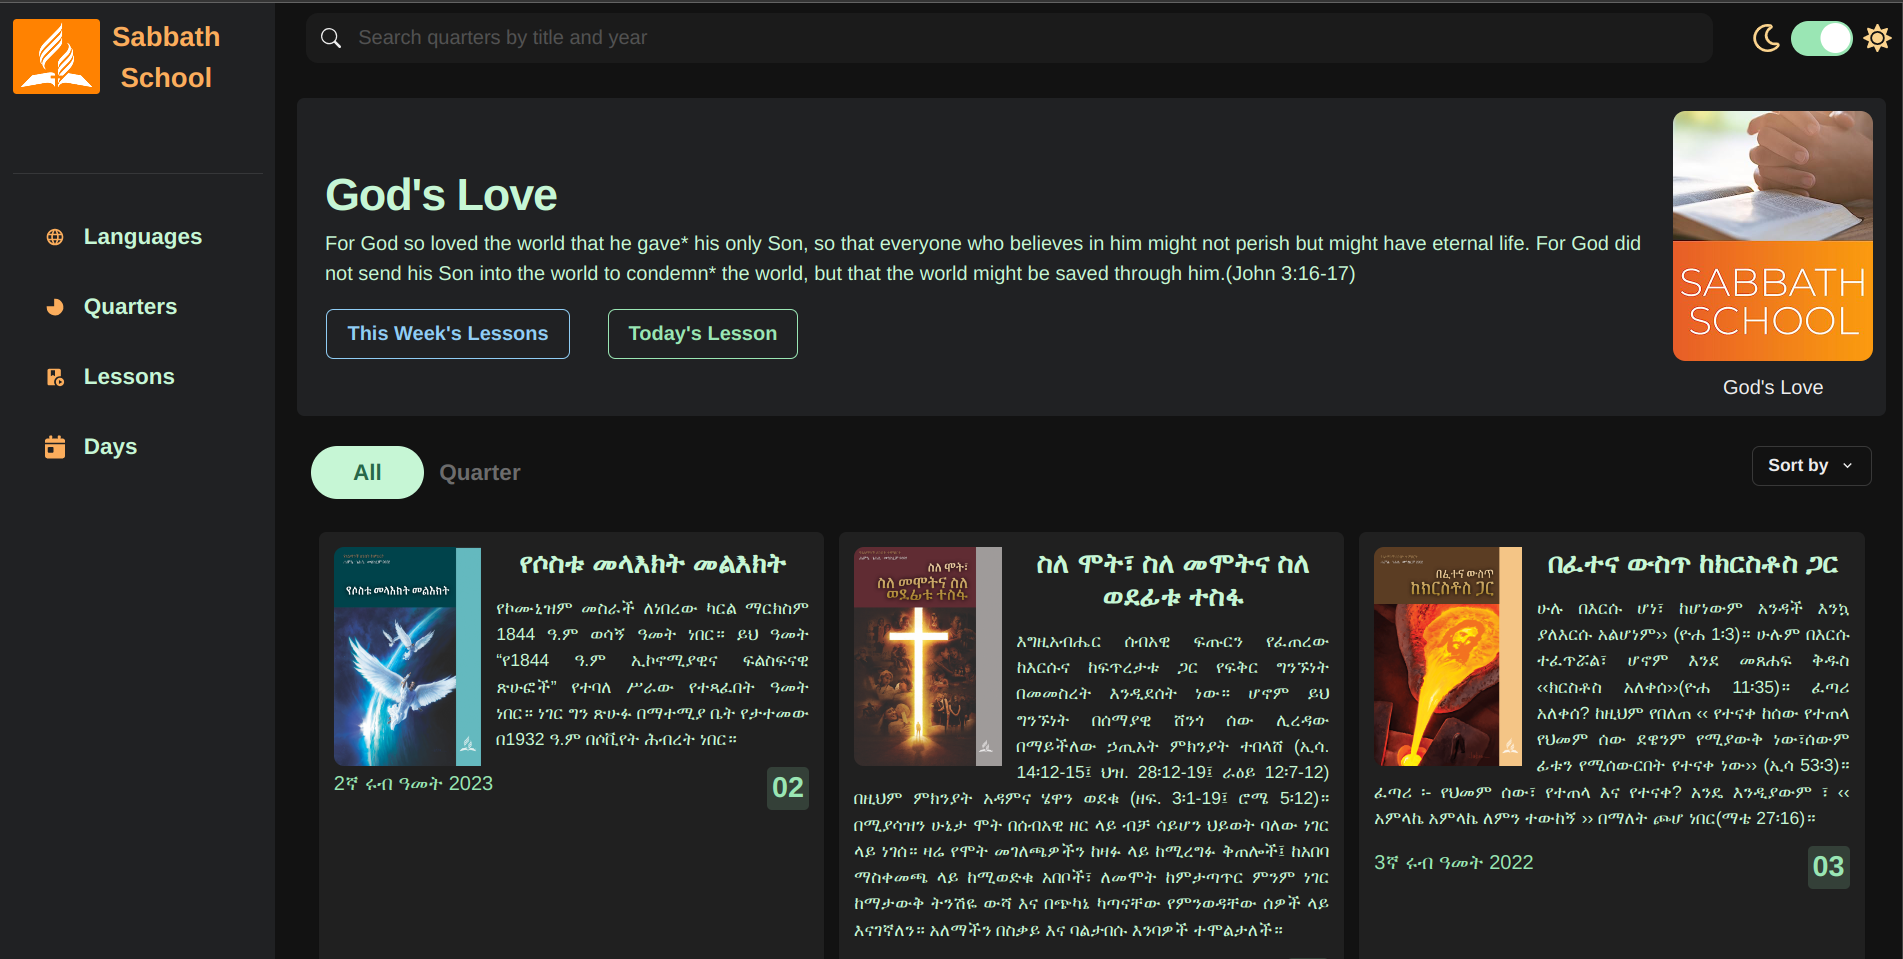 Sabbath
School
Search quarters by title and year
Languages
Quarters
Lessons
Days
God's Love
For God so loved the world that he gave* his only Son, so that everyone who believes in him might not perish but might have eternal life. For God did
not send his Son into the world to condemn* the world, but that the world might be saved through him.(John 3:16-17)
This Week's Lessons
Today's Lesson
SABBATH
SCHOOL
God's Love
All
Quarter
Sort by
የሶስቱ መላእክት መልእክት
የሶስቱ መላእክት መልእክት
የኮሙኒዝም መስራች ለነበረው ካርል ማርክስም
1844 ዓ.ም ወሳኝ ዓመት ነበር። ይህ ዓመት
“የ1844 ዓ.ም ኢኮኖሚያዊና ፍልስፍናዊ
ጽሁፎች” የተባለ ሥራው የተጻፈበት ዓመት
ነበር። ነገር ግን ጽሁፉ በማተሚያ ቤት የታተመው
በ1932 ዓ.ም በሶቪየት ሕብረት ነበር።
2ኛ ሩብ ዓመት 2023
02
ስለ ሞት፣
ስለ መሞትና ስለ
ወደፊቱ ተስፋ
ስለ ሞት፣ ስለ መሞትና ስለ
ወደፊቱ ተስፋ
እግዚአብሔር ሰብአዊ ፍጡርን የፈጠረው
ከእርሱና ከፍጥረታቱ ጋር የፍቅር ግንኙነት
በመመስረት እንዲደሰት ነው። ሆኖም ይህ
ግንኙነት በሰማያዊ ሸንጎ ሰው ሊረዳው
በማይችለው ኃጢአት ምክንያት ተበላሸ (ኢሳ.
14፡12-15፤ ህዝ. 28፡12-19፤ ራዕይ 12፡7-12)
በዚህም ምክንያት አዳምና ሄዋን ወደቁ (ዘፍ. 3፡1-19፤ ሮሜ 5፡12)።
በሚያሳዝን ሁኔታ ሞት በሰብአዊ ዘር ላይ ብቻ ሳይሆን ህይወት ባለው ነገር
ላይ ነገሰ። ዛሬ የሞት መገለጫዎችን ከዛፉ ላይ ከሚረግፉ ቅጠሎች፤ ከአበባ
ማስቀመጫ ላይ ከሚወድቁ አበቦች፣ ለመሞት ከምታጣጥር ምንም ነገር
ከማታውቅ ትንሽዬ ውሻ እና በጭካኔ ካጣናቸው የምንወዳቸው ሰዎች ላይ
እናገኛለን። አለማችን በስቃይ እና ባልታበሱ እንባዎች ተሞልታለች።
በፈተና ውስጥ
ከክርስቶስ ጋር
በፈተና ውስጥ ከክርስቶስ ጋር
ሁሉ በእርሱ ሆነ፣ ከሆነውም አንዳች እንኳ
ያለእርሱ አልሆነም›› (ዮሐ 1፡3)። ሁሉም በእርሱ
ተፈጥሯል፣ ሆኖም እንደ መጸሐፍ ቅዱስ
‹‹ክርስቶስ አለቀሰ››(ዮሐ 11፡35)። ፈጣሪ
አለቀሰ? ከዚህም የበለጠ ‹‹ የተናቀ ከሰው የተጠላ
የህመም ሰው ደዌንም የሚያውቅ ነው፣ሰውም
ፊቱን የሚሰውርበት የተናቀ ነው›› (ኢሳ 53፡3)።
ፈጣሪ ፡- የህመም ሰው፣ የተጠላ እና የተናቀ? አንዴ እንዲያውም ፣ ‹‹
አምላኬ አምላኬ ለምን ተውከኝ ›› በማለት ጮሆ ነበር(ማቴ 27፡16)።
3ኛ ሩብ ዓመት 2022
03